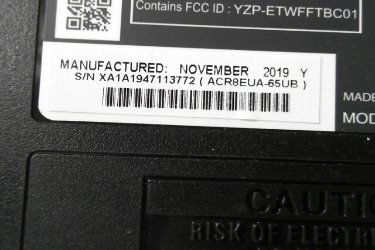 Contains FCC ID : YZP-ETWFFTBC01
MANUFACTURED: NOVEMBER 2019 Y
S/N XA1A1947113772 ( ACR8EUA-65UB )
MADE
MOD
CAUTI
RISK OF ELECTR